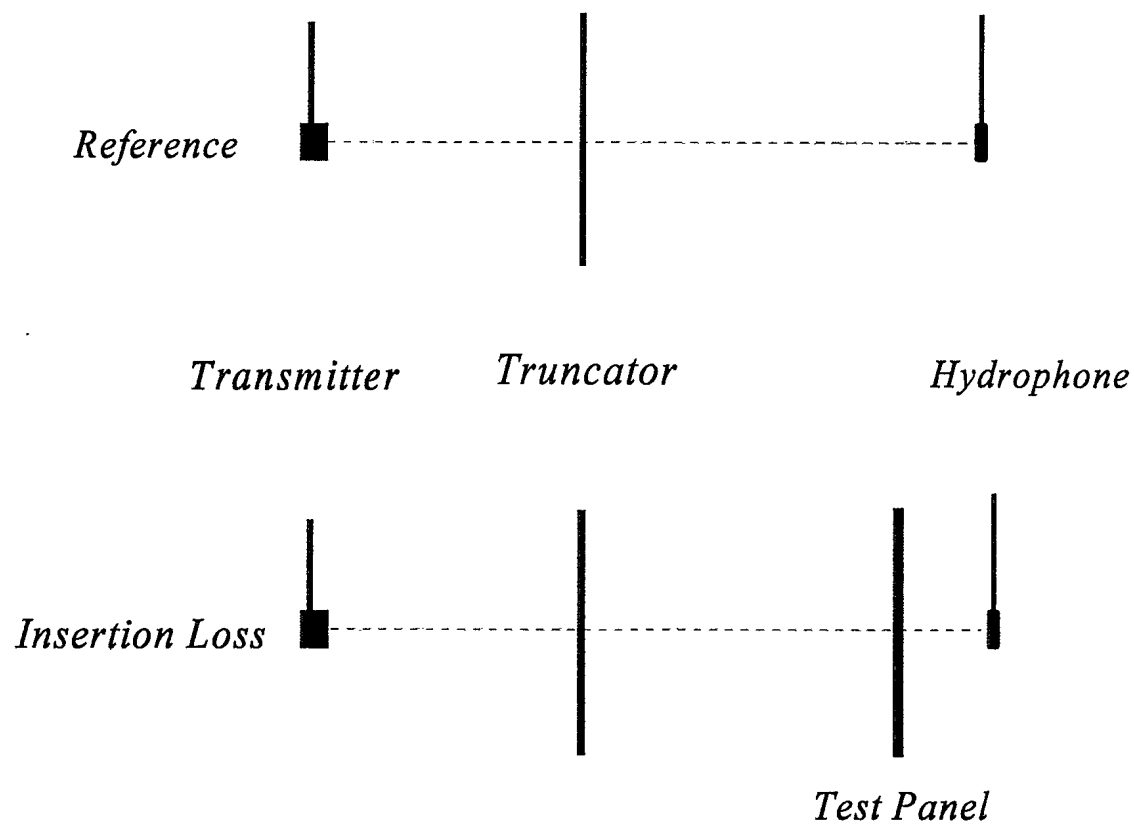 Reference
Transmitter
Truncator
Hydrophone
Insertion Loss
Test Panel